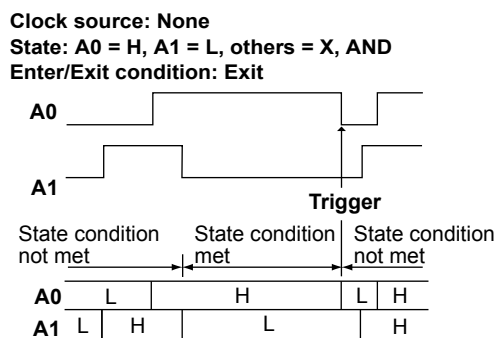 Clock source: None
State: A0 = H, A1 = L, others = X, AND
Enter/Exit condition: Exit
A0
A1
Trigger
State condition not met
State condition met
State condition not met
A0 L H L H
A1 L H L H